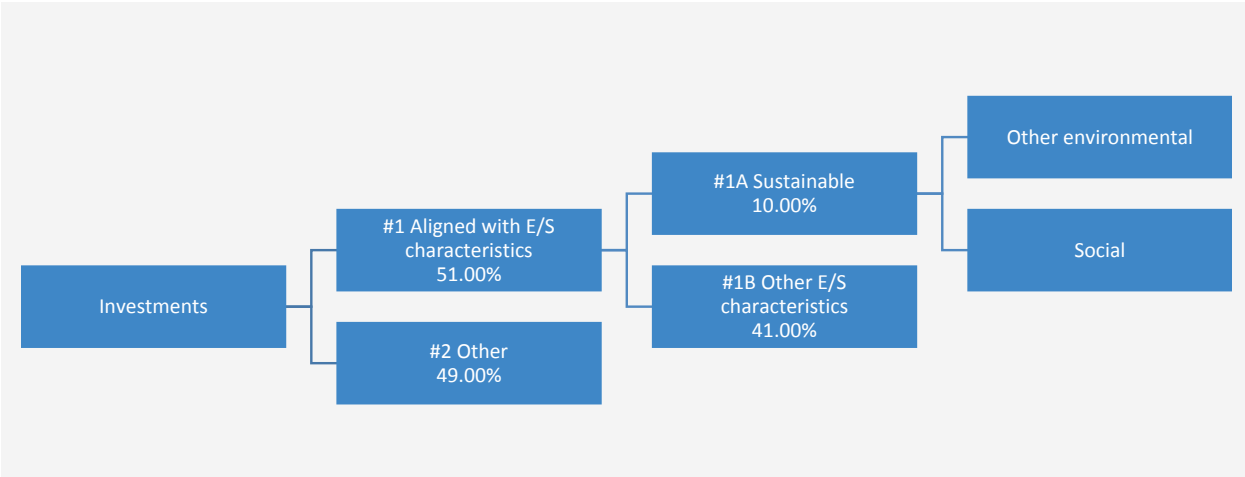 Investments
#1 Aligned with E/S
characteristics
51.00%
#2 Other
49.00%
#1A Sustainable
10.00%
#1B Other E/S
characteristics
41.00%
Other environmental
Social